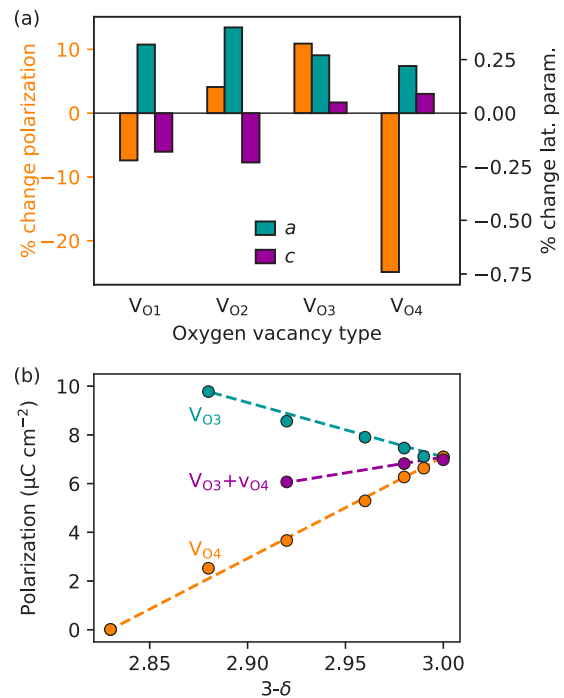 (a)
% change polarization
10
0
−10
−20
0.25
0.00
−0.25
−0.50
−0.75
% change lat. param.
a
c
VO1 VO2 VO3 VO4
Oxygen vacancy type
(b)
Polarization (μC cm⁻²)
10
8
6
4
2
0
VO3
VO3+vO4
VO4
2.85 2.90 2.95 3.00
3-δ